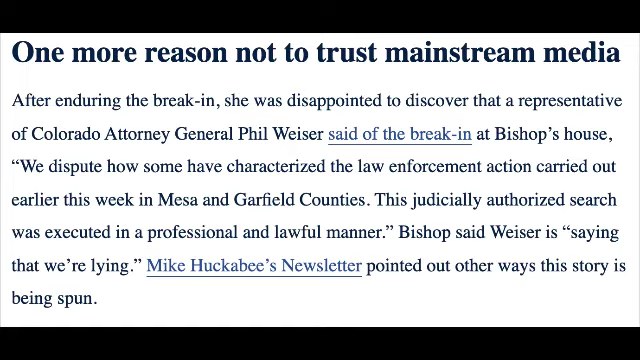 One more reason not to trust mainstream media
After enduring the break-in, she was disappointed to discover that a representative
of Colorado Attorney General Phil Weiser said of the break-in at Bishop’s house,
“We dispute how some have characterized the law enforcement action carried out
earlier this week in Mesa and Garfield Counties. This judicially authorized search
was executed in a professional and lawful manner.” Bishop said Weiser is “saying
that we’re lying.” Mike Huckabee’s Newsletter pointed out other ways this story is
being spun.